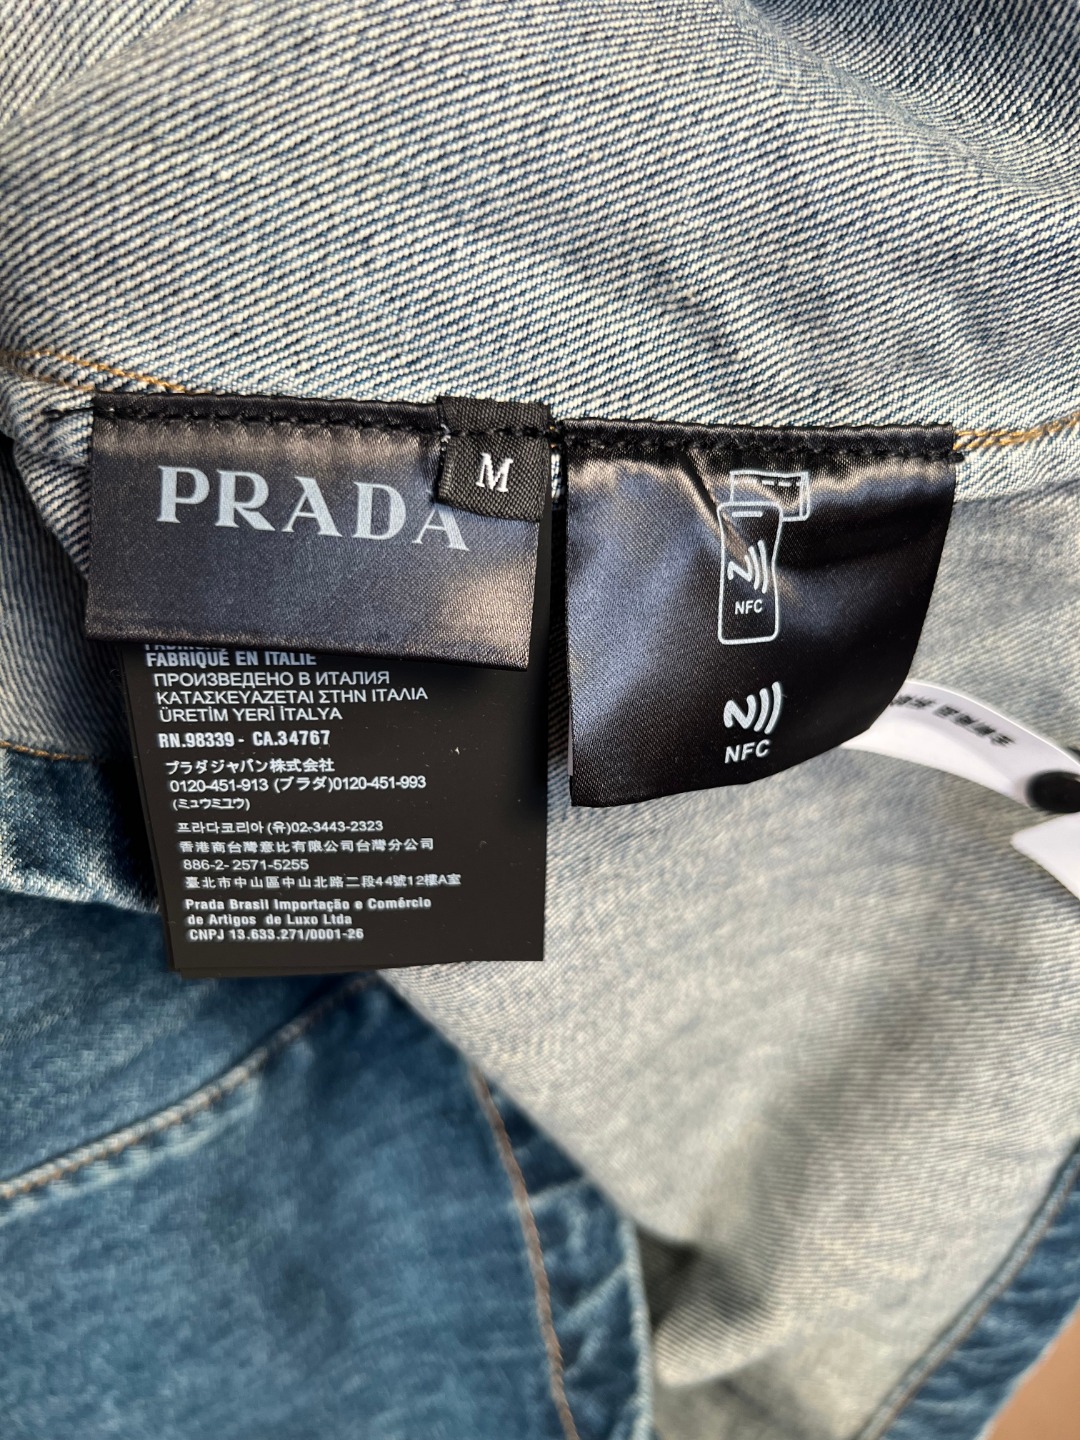 PRADA
M
FABRIQUÉ EN ITALIE
ПРОИЗВЕДЕНО В ИТАЛИЯ
ΚΑΤΑΣΚΕΥΑΖΕΤΑΙ ΣΤΗΝ ΙΤΑΛΙΑ
ÜRETİM YERİ İTALYA
RN.98339 - CA.34767
プラダジャパン株式会社
0120-451-913 (プラダ)0120-451-993
(ミュウミュウ)
프라다코리아(유)02-3443-2323
香港商台灣意比有限公司台灣分公司
886-2-2571-5255
臺北市中山區中山北路二段44號12樓A室
Prada Brasil Importação e Comércio
de Artigos de Luxo Ltda
CNPJ 13.633.271/0001-26
NFC
NFC